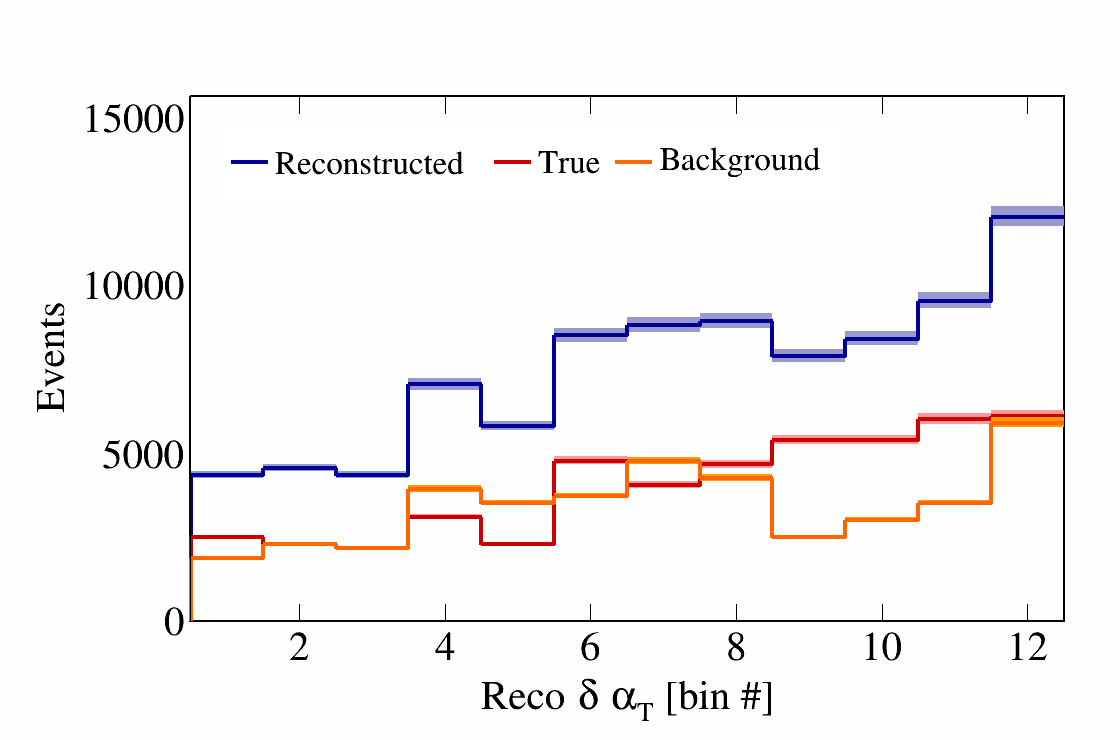 15000
Reconstructed True Background
10000
Events
5000
0
2 4 6 8 10 12
Reco δ α_T [bin #]